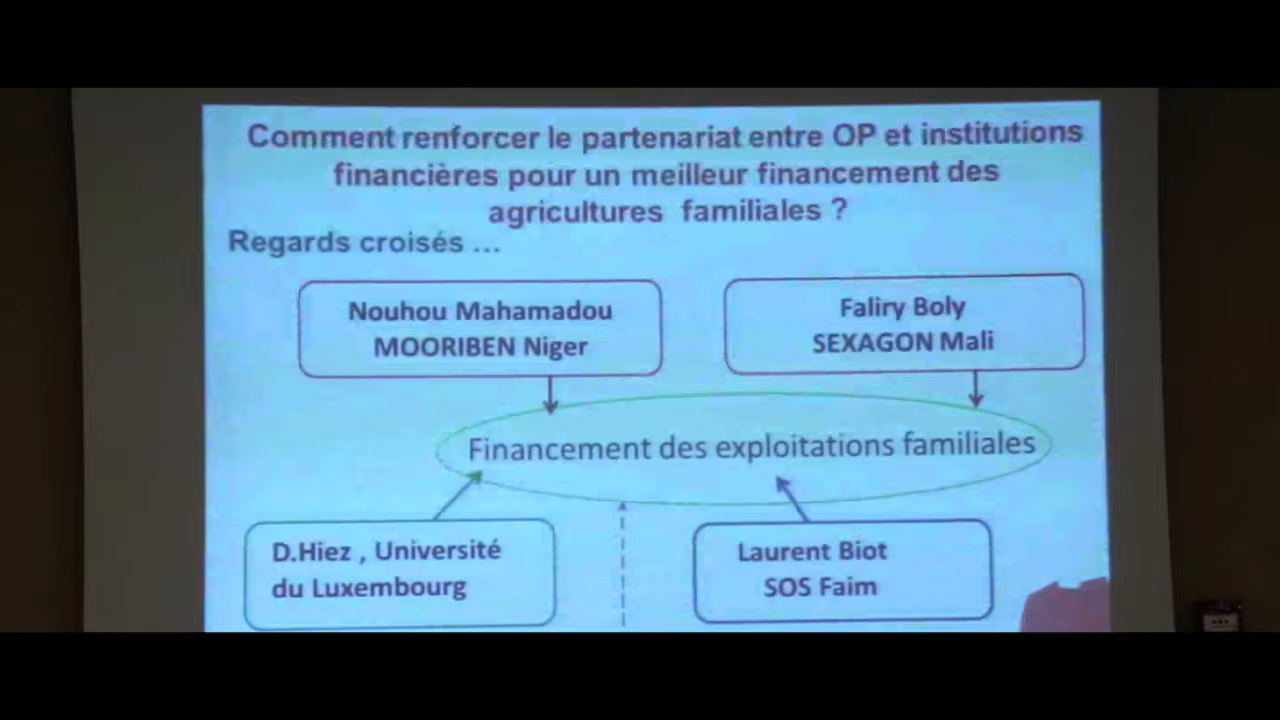 Comment renforcer le partenariat entre OP et institutions
financières pour un meilleur financement des
agricultures familiales ?
Regards croisés ...
Nouhou Mahamadou
MOORIBEN Niger
Faliry Boly
SEXAGON Mali
Financement des exploitations familiales
D.Hiez , Université
du Luxembourg
Laurent Biot
SOS Faim